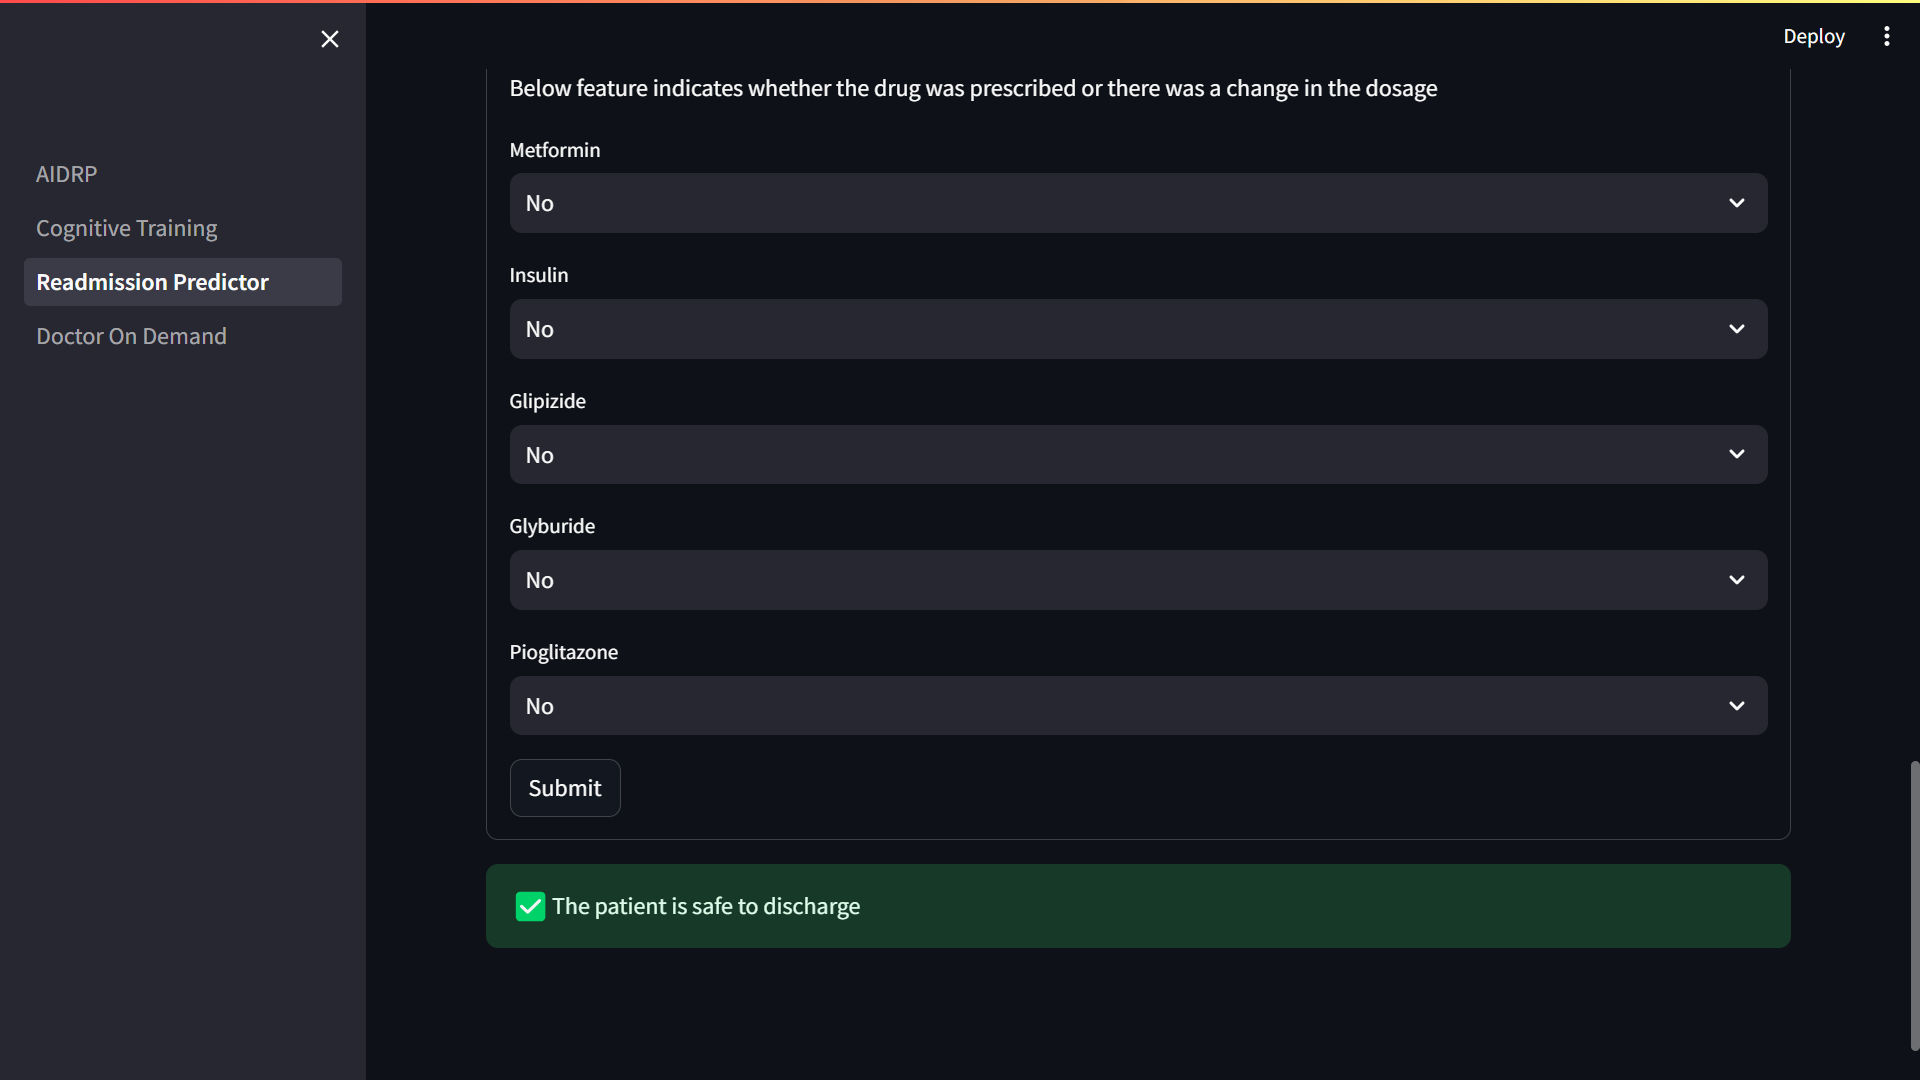 AIDRP
Cognitive Training
Readmission Predictor
Doctor On Demand
Deploy
Below feature indicates whether the drug was prescribed or there was a change in the dosage
Metformin
No
Insulin
No
Glipizide
No
Glyburide
No
Pioglitazone
No
Submit
The patient is safe to discharge